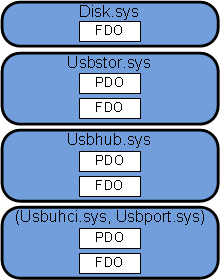 Disk.sys
FDO
Usbstor.sys
PDO
FDO
Usbhub.sys
PDO
FDO
(Usbuhci.sys, Usbport.sys)
PDO
FDO